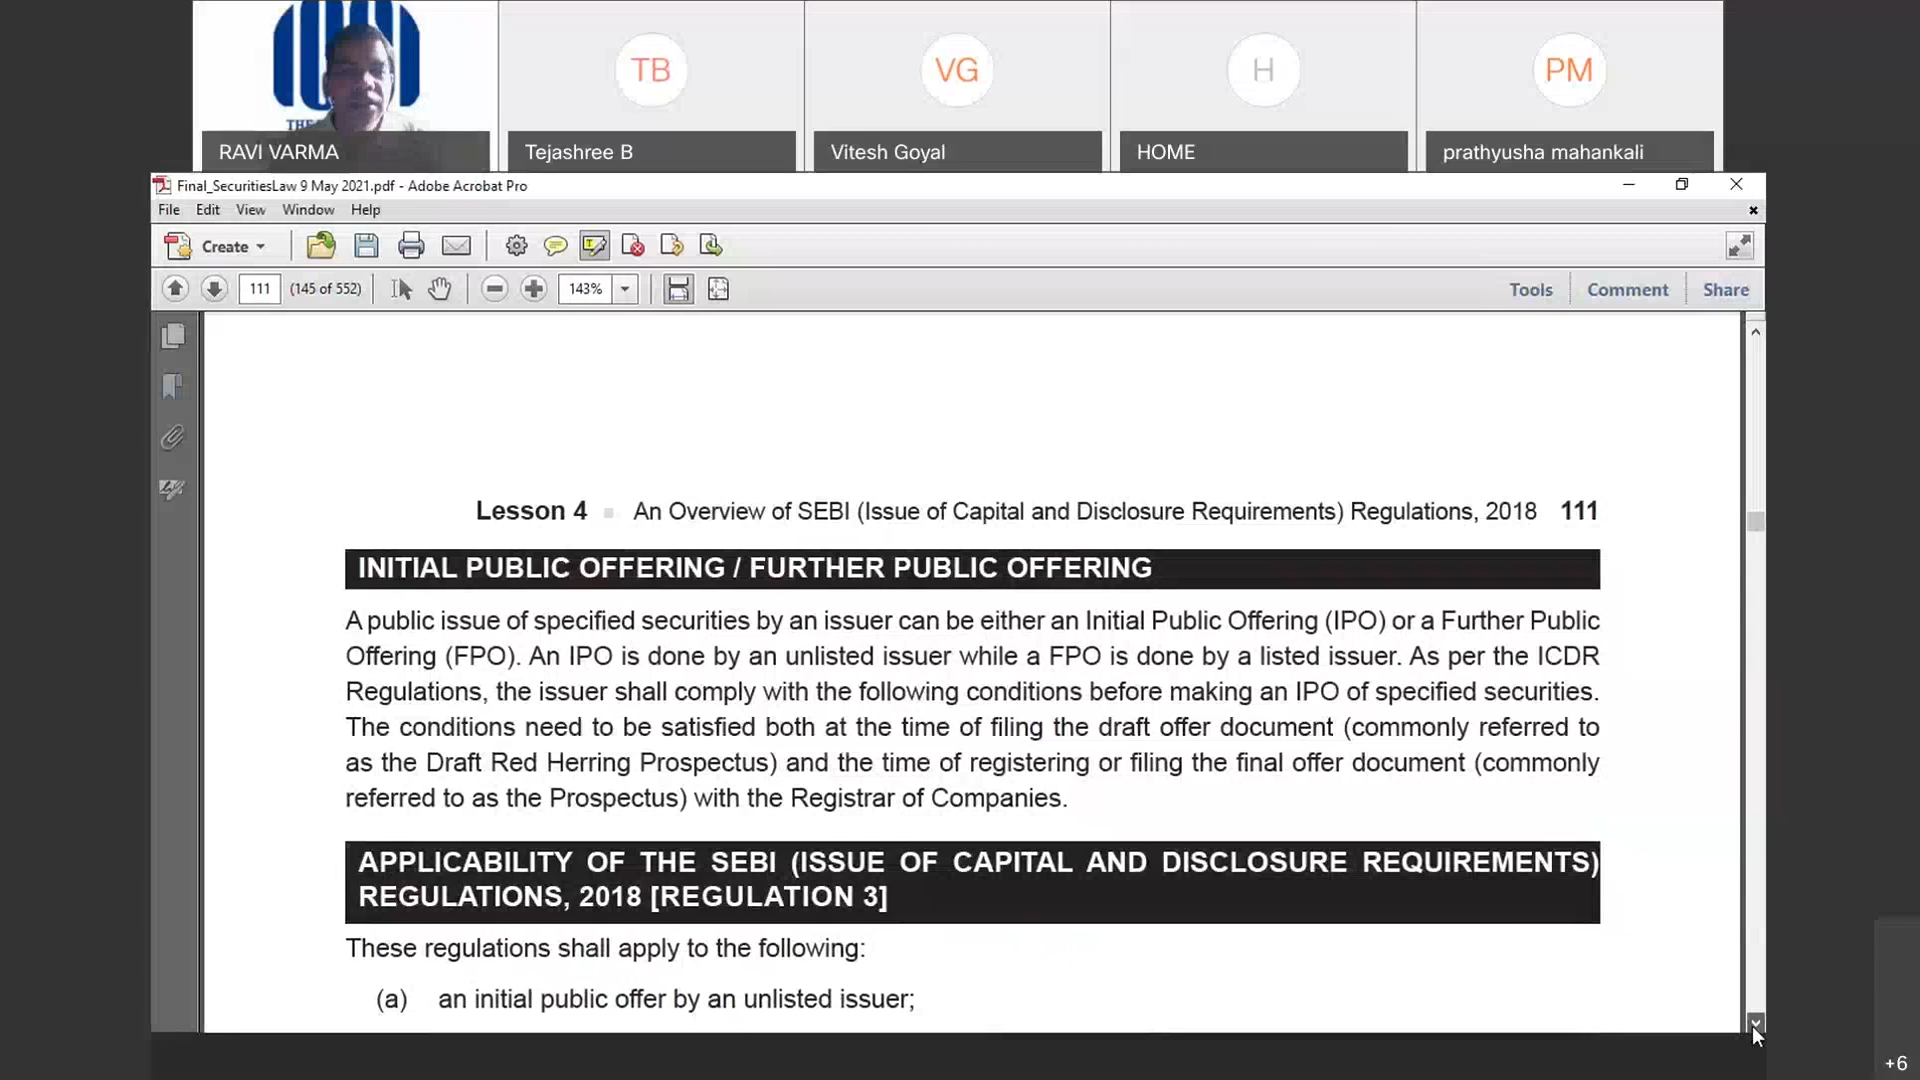 TB
VG
H
PM
THE
RAVI VARMA
Tejashree B
Vitesh Goyal
HOME
prathyusha mahankali
Final_SecuritiesLaw 9 May 2021.pdf - Adobe Acrobat Pro
File Edit View Window Help
Create
111 (145 of 552) 143% Tools Comment Share
Lesson 4 An Overview of SEBI (Issue of Capital and Disclosure Requirements) Regulations, 2018 111
INITIAL PUBLIC OFFERING / FURTHER PUBLIC OFFERING
A public issue of specified securities by an issuer can be either an Initial Public Offering (IPO) or a Further Public
Offering (FPO). An IPO is done by an unlisted issuer while a FPO is done by a listed issuer. As per the ICDR
Regulations, the issuer shall comply with the following conditions before making an IPO of specified securities.
The conditions need to be satisfied both at the time of filing the draft offer document (commonly referred to
as the Draft Red Herring Prospectus) and the time of registering or filing the final offer document (commonly
referred to as the Prospectus) with the Registrar of Companies.
APPLICABILITY OF THE SEBI (ISSUE OF CAPITAL AND DISCLOSURE REQUIREMENTS)
REGULATIONS, 2018 [REGULATION 3]
These regulations shall apply to the following:
(a) an initial public offer by an unlisted issuer;
+6